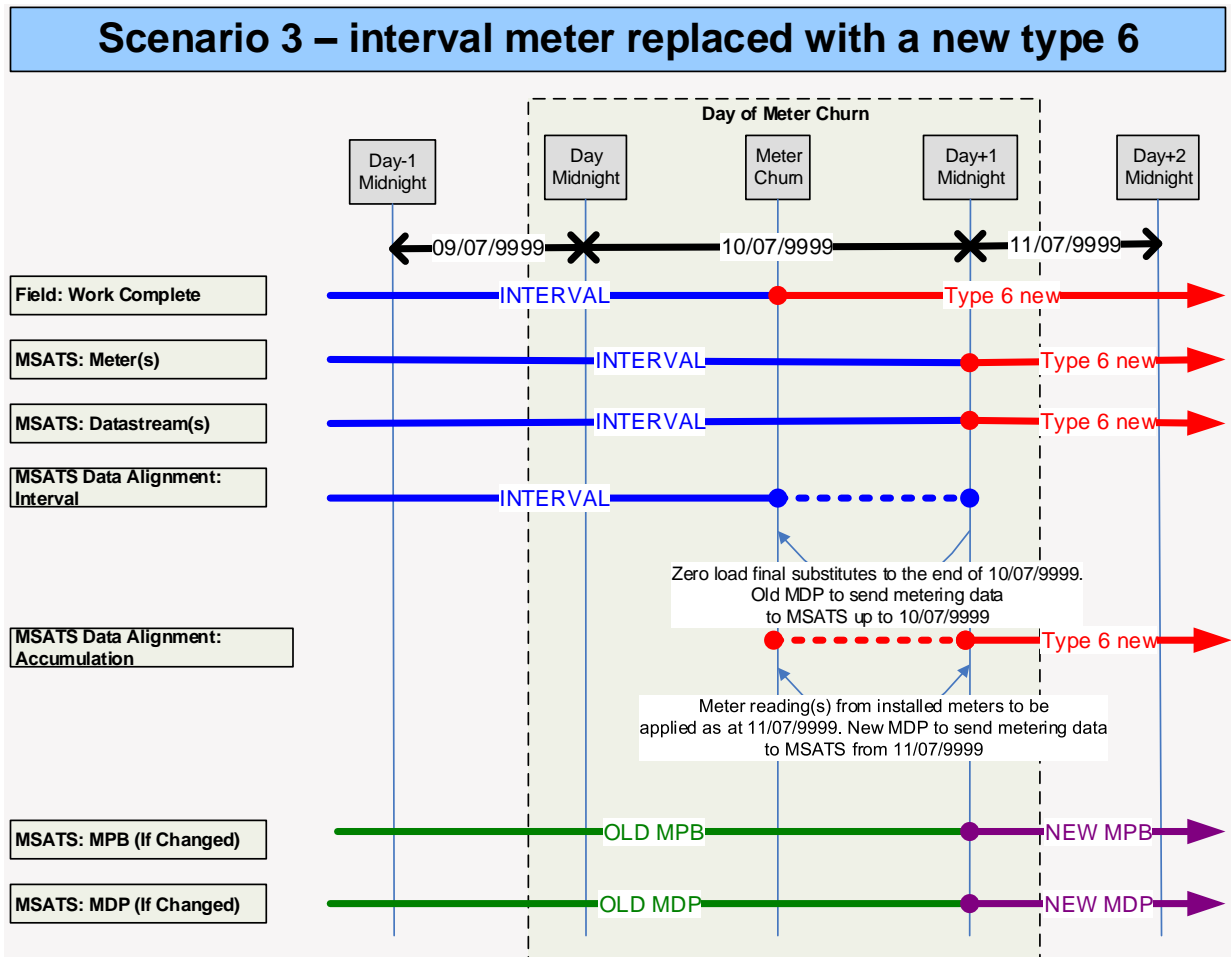 Scenario 3 – interval meter replaced with a new type 6
Day of Meter Churn
Day-1
Midnight
Day
Midnight
Meter
Churn
Day+1
Midnight
Day+2
Midnight
09/07/9999
10/07/9999
11/07/9999
Field: Work Complete
INTERVAL
Type 6 new
MSATS: Meter(s)
INTERVAL
Type 6 new
MSATS: Datastream(s)
INTERVAL
Type 6 new
MSATS Data Alignment:
Interval
INTERVAL
Zero load final substitutes to the end of 10/07/9999.
Old MDP to send metering data
to MSATS up to 10/07/9999
MSATS Data Alignment:
Accumulation
Type 6 new
Meter reading(s) from installed meters to be
applied as at 11/07/9999. New MDP to send metering data
to MSATS from 11/07/9999
MSATS: MPB (If Changed)
OLD MPB
NEW MPB
MSATS: MDP (If Changed)
OLD MDP
NEW MDP